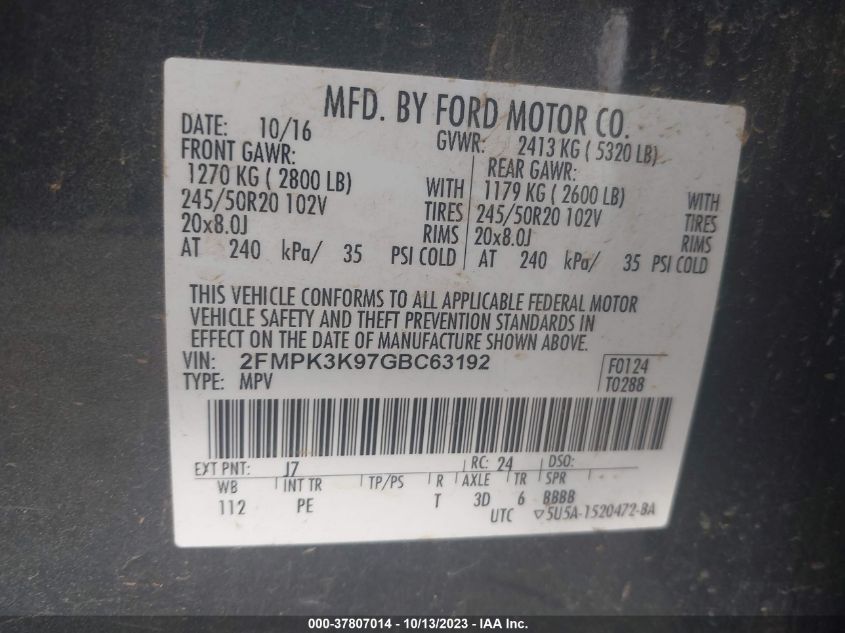 MFD. BY FORD MOTOR CO.
DATE: 10/16 GVWR: 2413 KG ( 5320 LB)
FRONT GAWR: REAR GAWR:
1270 KG ( 2800 LB) WITH 1179 KG ( 2600 LB) WITH
245/50R20 102V TIRES 245/50R20 102V TIRES
20x8.0J RIMS 20x8.0J RIMS
AT 240 kPa/ 35 PSI COLD AT 240 kPa/ 35 PSI COLD
THIS VEHICLE CONFORMS TO ALL APPLICABLE FEDERAL MOTOR
VEHICLE SAFETY AND THEFT PREVENTION STANDARDS IN
EFFECT ON THE DATE OF MANUFACTURE SHOWN ABOVE.
VIN: 2FMPK3K97GBC63192 F0124
TYPE: MPV T0288
EXT PNT: J7 RC: 24 DSO:
WB INT TR TP/PS R AXLE TR SPR
112 PE T 3D 6 BBBB
UTC ▽5U5A-1520472-BA
000-37807014 - 10/13/2023 - IAA Inc.